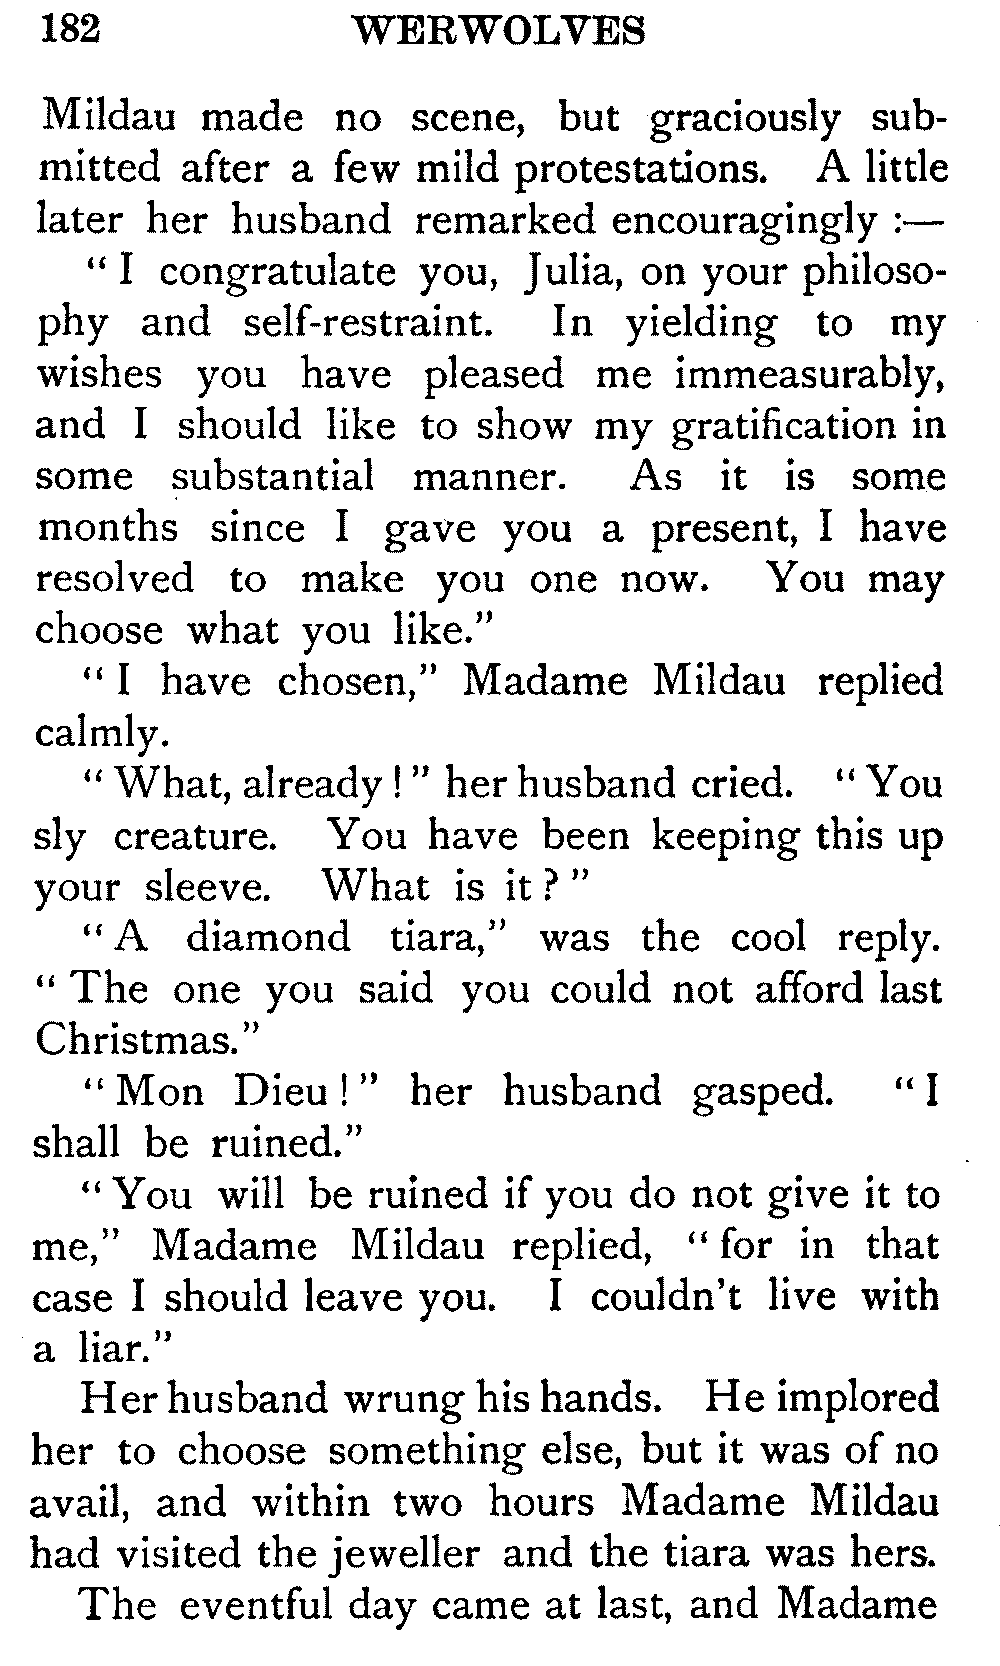 182 WERWOLVES
Mildau made no scene, but graciously sub-
mitted after a few mild protestations. A little
later her husband remarked encouragingly :—
“ I congratulate you, Julia, on your philoso-
phy and self-restraint. In yielding to my
wishes you have pleased me immeasurably,
and I should like to show my gratification in
some substantial manner. As it is some
months since I gave you a present, I have
resolved to make you one now. You may
choose what you like.”
“ I have chosen,” Madame Mildau replied
calmly.
“ What, already ! ” her husband cried. “ You
sly creature. You have been keeping this up
your sleeve. What is it ? ”
“ A diamond tiara,” was the cool reply.
“ The one you said you could not afford last
Christmas.”
“ Mon Dieu ! ” her husband gasped. “ I
shall be ruined.”
“ You will be ruined if you do not give it to
me,” Madame Mildau replied, “ for in that
case I should leave you. I couldn't live with
a liar.”
Her husband wrung his hands. He implored
her to choose something else, but it was of no
avail, and within two hours Madame Mildau
had visited the jeweller and the tiara was hers.
The eventful day came at last, and Madame